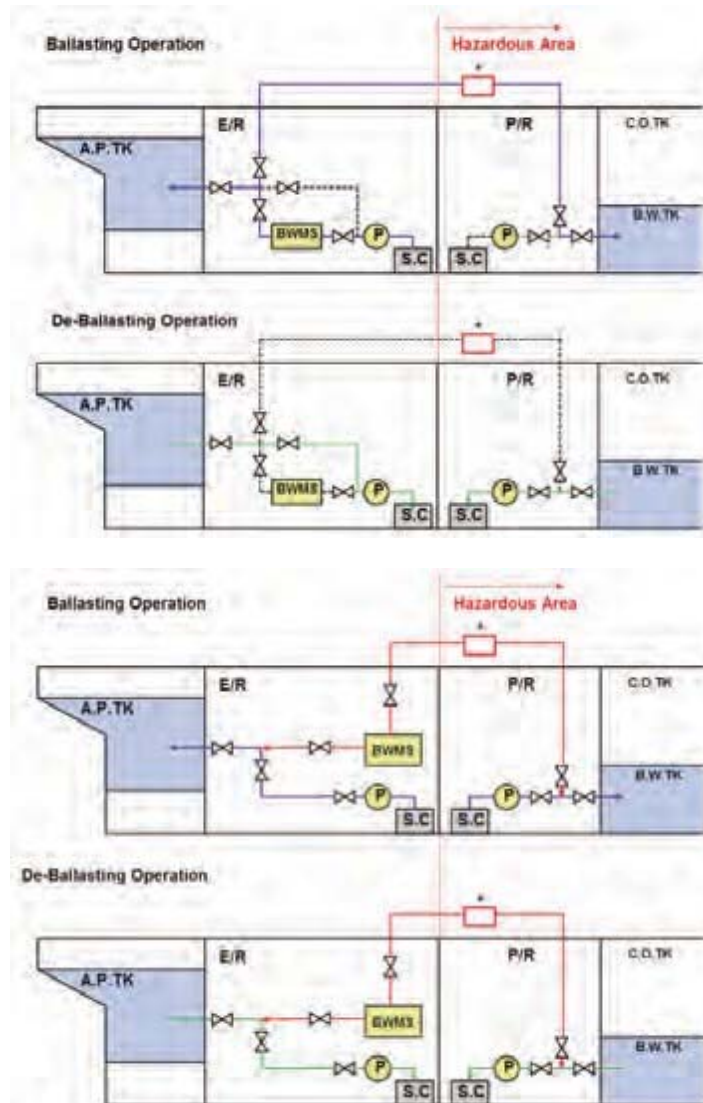 Ballasting Operation
Hazardous Area
E/R
P/R
C.O.TK
A.P.TK
B.W.TK
BWMS
P
P
S.C
S.C
De-Ballasting Operation
E/R
P/R
C.O.TK
A.P.TK
B.W.TK
BWMS
P
P
S.C
S.C
Ballasting Operation
Hazardous Area
E/R
P/R
C.O.TK
A.P.TK
BWMS
B.W.TK
P
P
S.C
S.C
De-Ballasting Operation
E/R
P/R
C.O.TK
A.P.TK
BWMS
B.W.TK
P
P
S.C
S.C